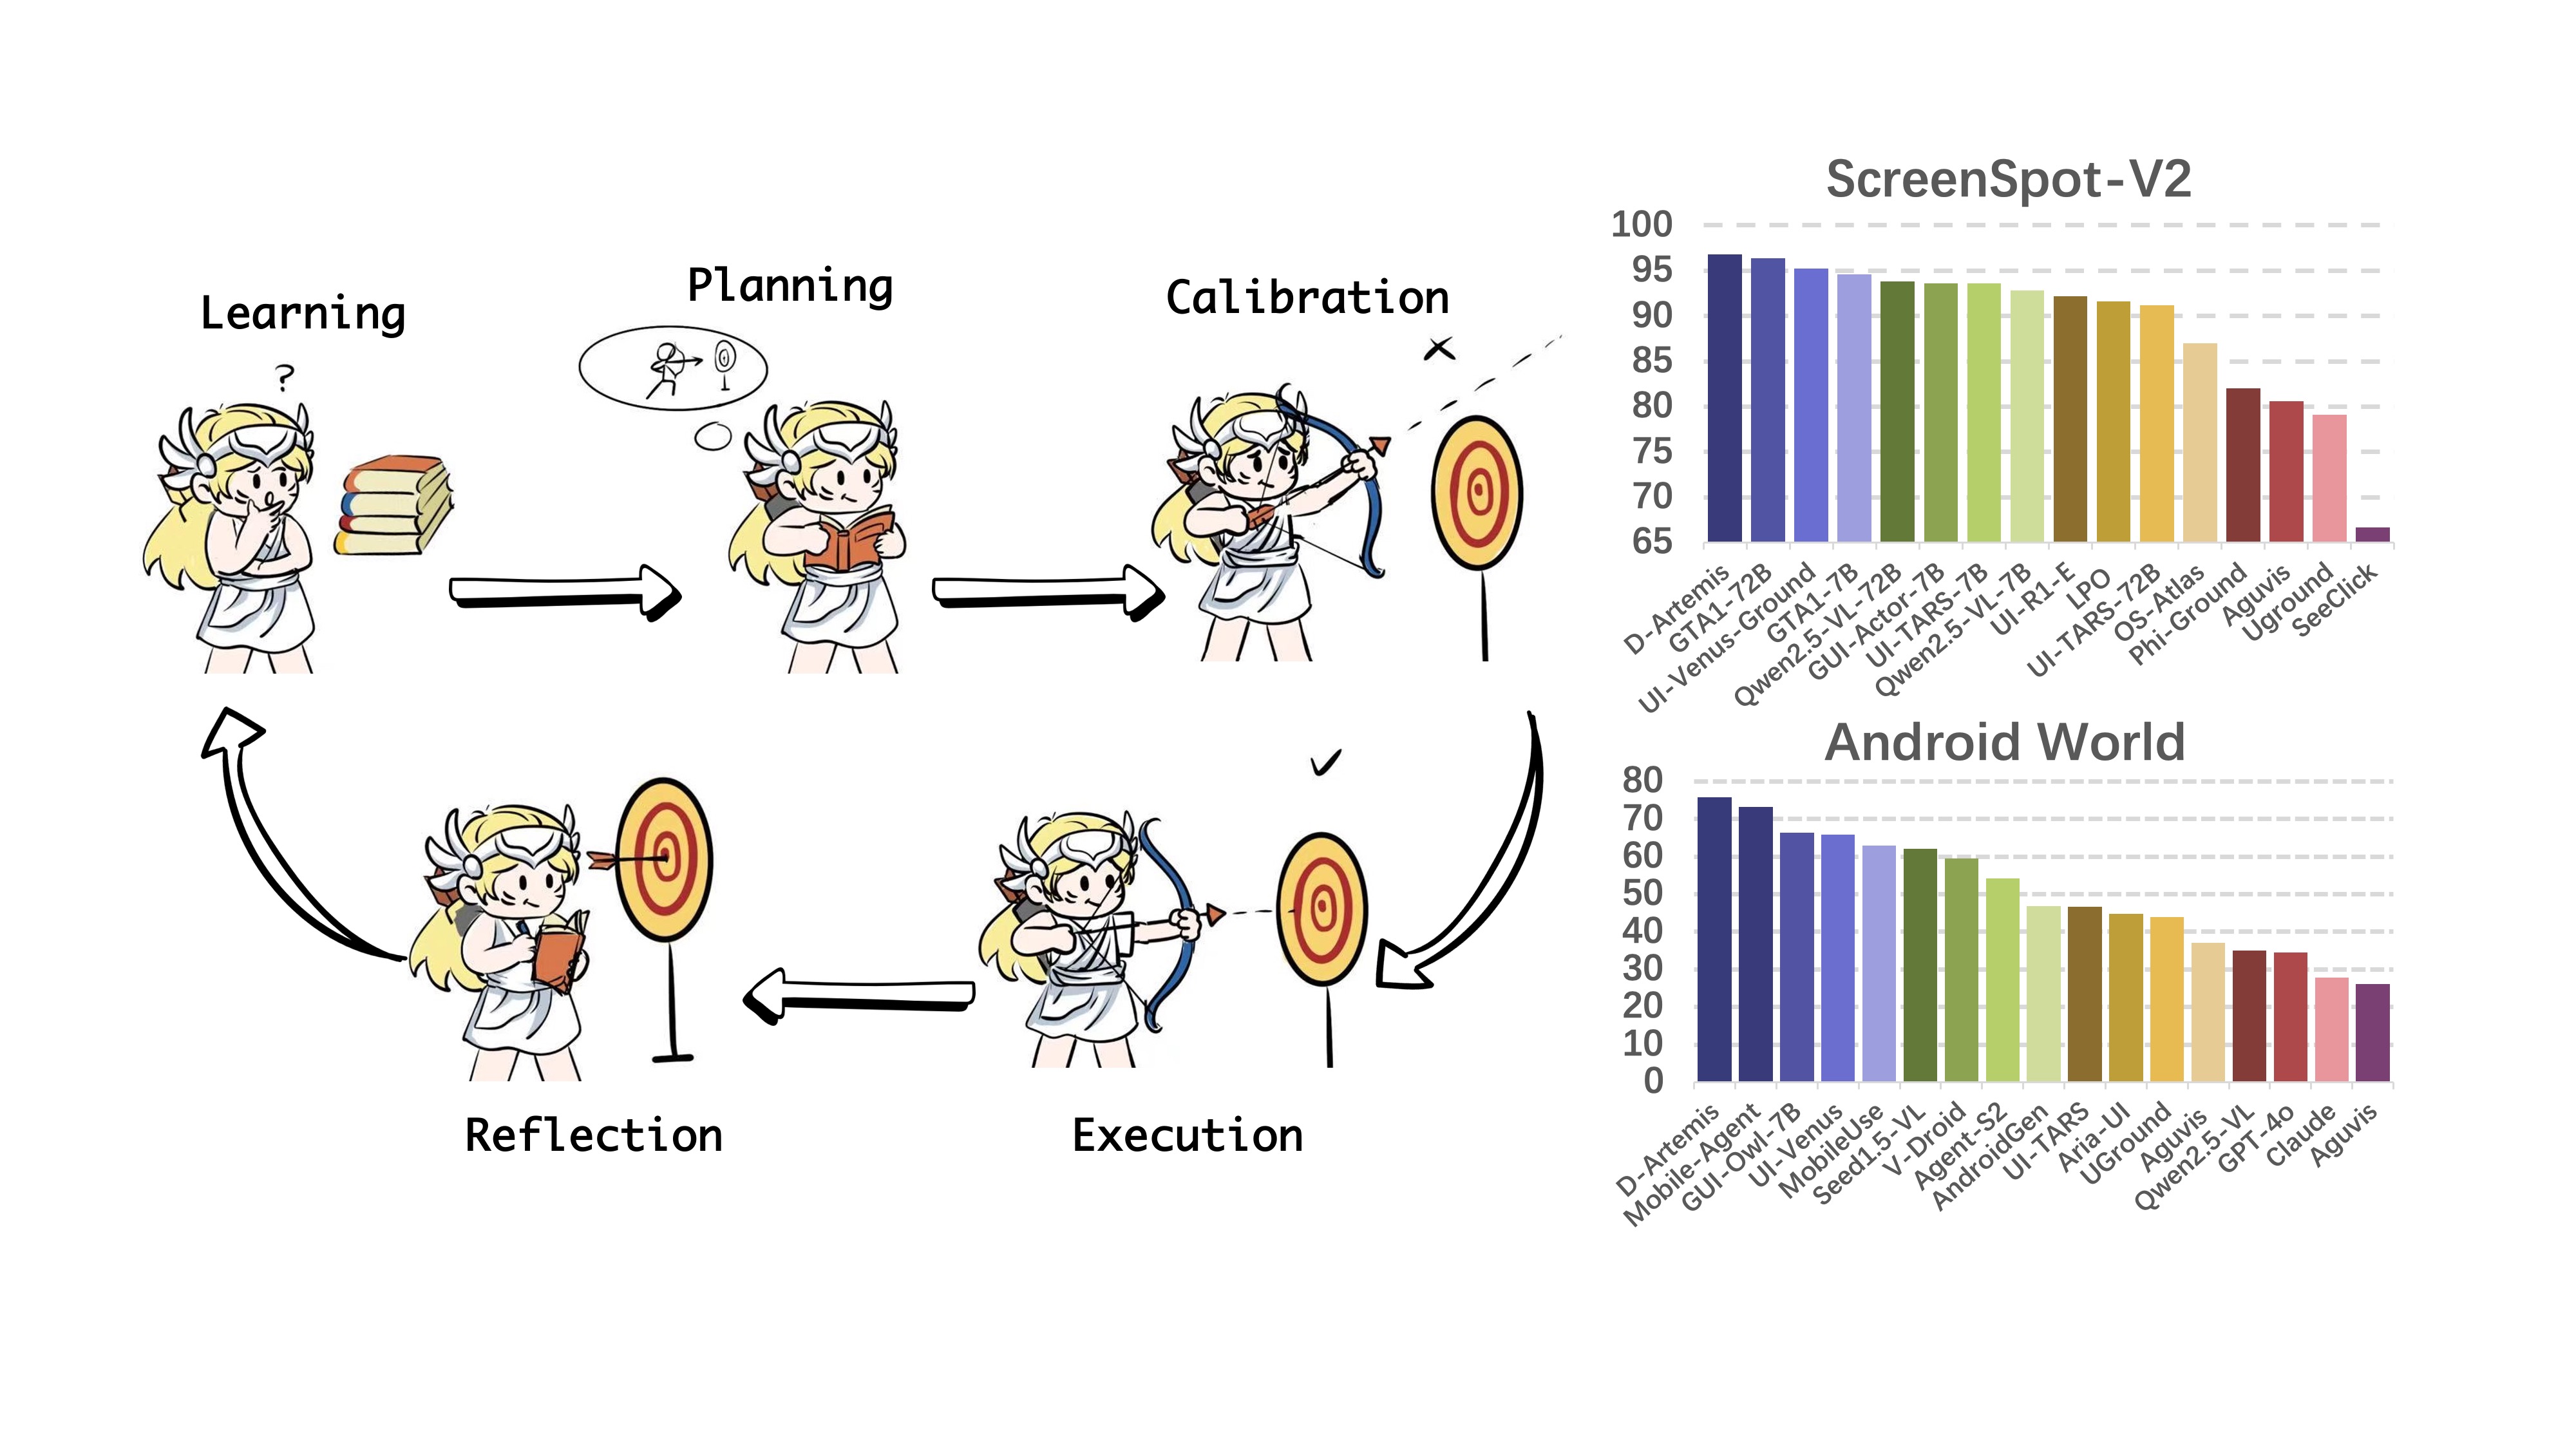 Learning
?
Planning
Calibration
Reflection
Execution
ScreenSpot-V2
100
95
90
85
80
75
70
65
D-Artemis
GTA1-72B
UI-Venus-Ground
GTA1-7B
Qwen2.5-VL-72B
GUI-Actor-7B
UI-TARS-7B
Qwen2.5-VL-7B
UI-R1-E
LPO
UI-TARS-72B
OS-Atlas
Phi-Ground
Aguvis
Uground
SeeClick
Android World
80
70
60
50
40
30
20
10
0
D-Artemis
Mobile-Agent
GUI-Owl-7B
UI-Venus
MobileUse
Seed1.5-VL
V-Droid
Agent-S2
AndroidGen
UI-TARS
Aria-UI
UGround
Aguvis
Qwen2.5-VL
GPT-4o
Claude
Aguvis